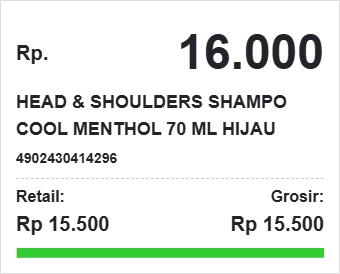 Rp. 16.000
HEAD & SHOULDERS SHAMPO
COOL MENTHOL 70 ML HIJAU
4902430414296
Retail: Grosir:
Rp 15.500 Rp 15.500